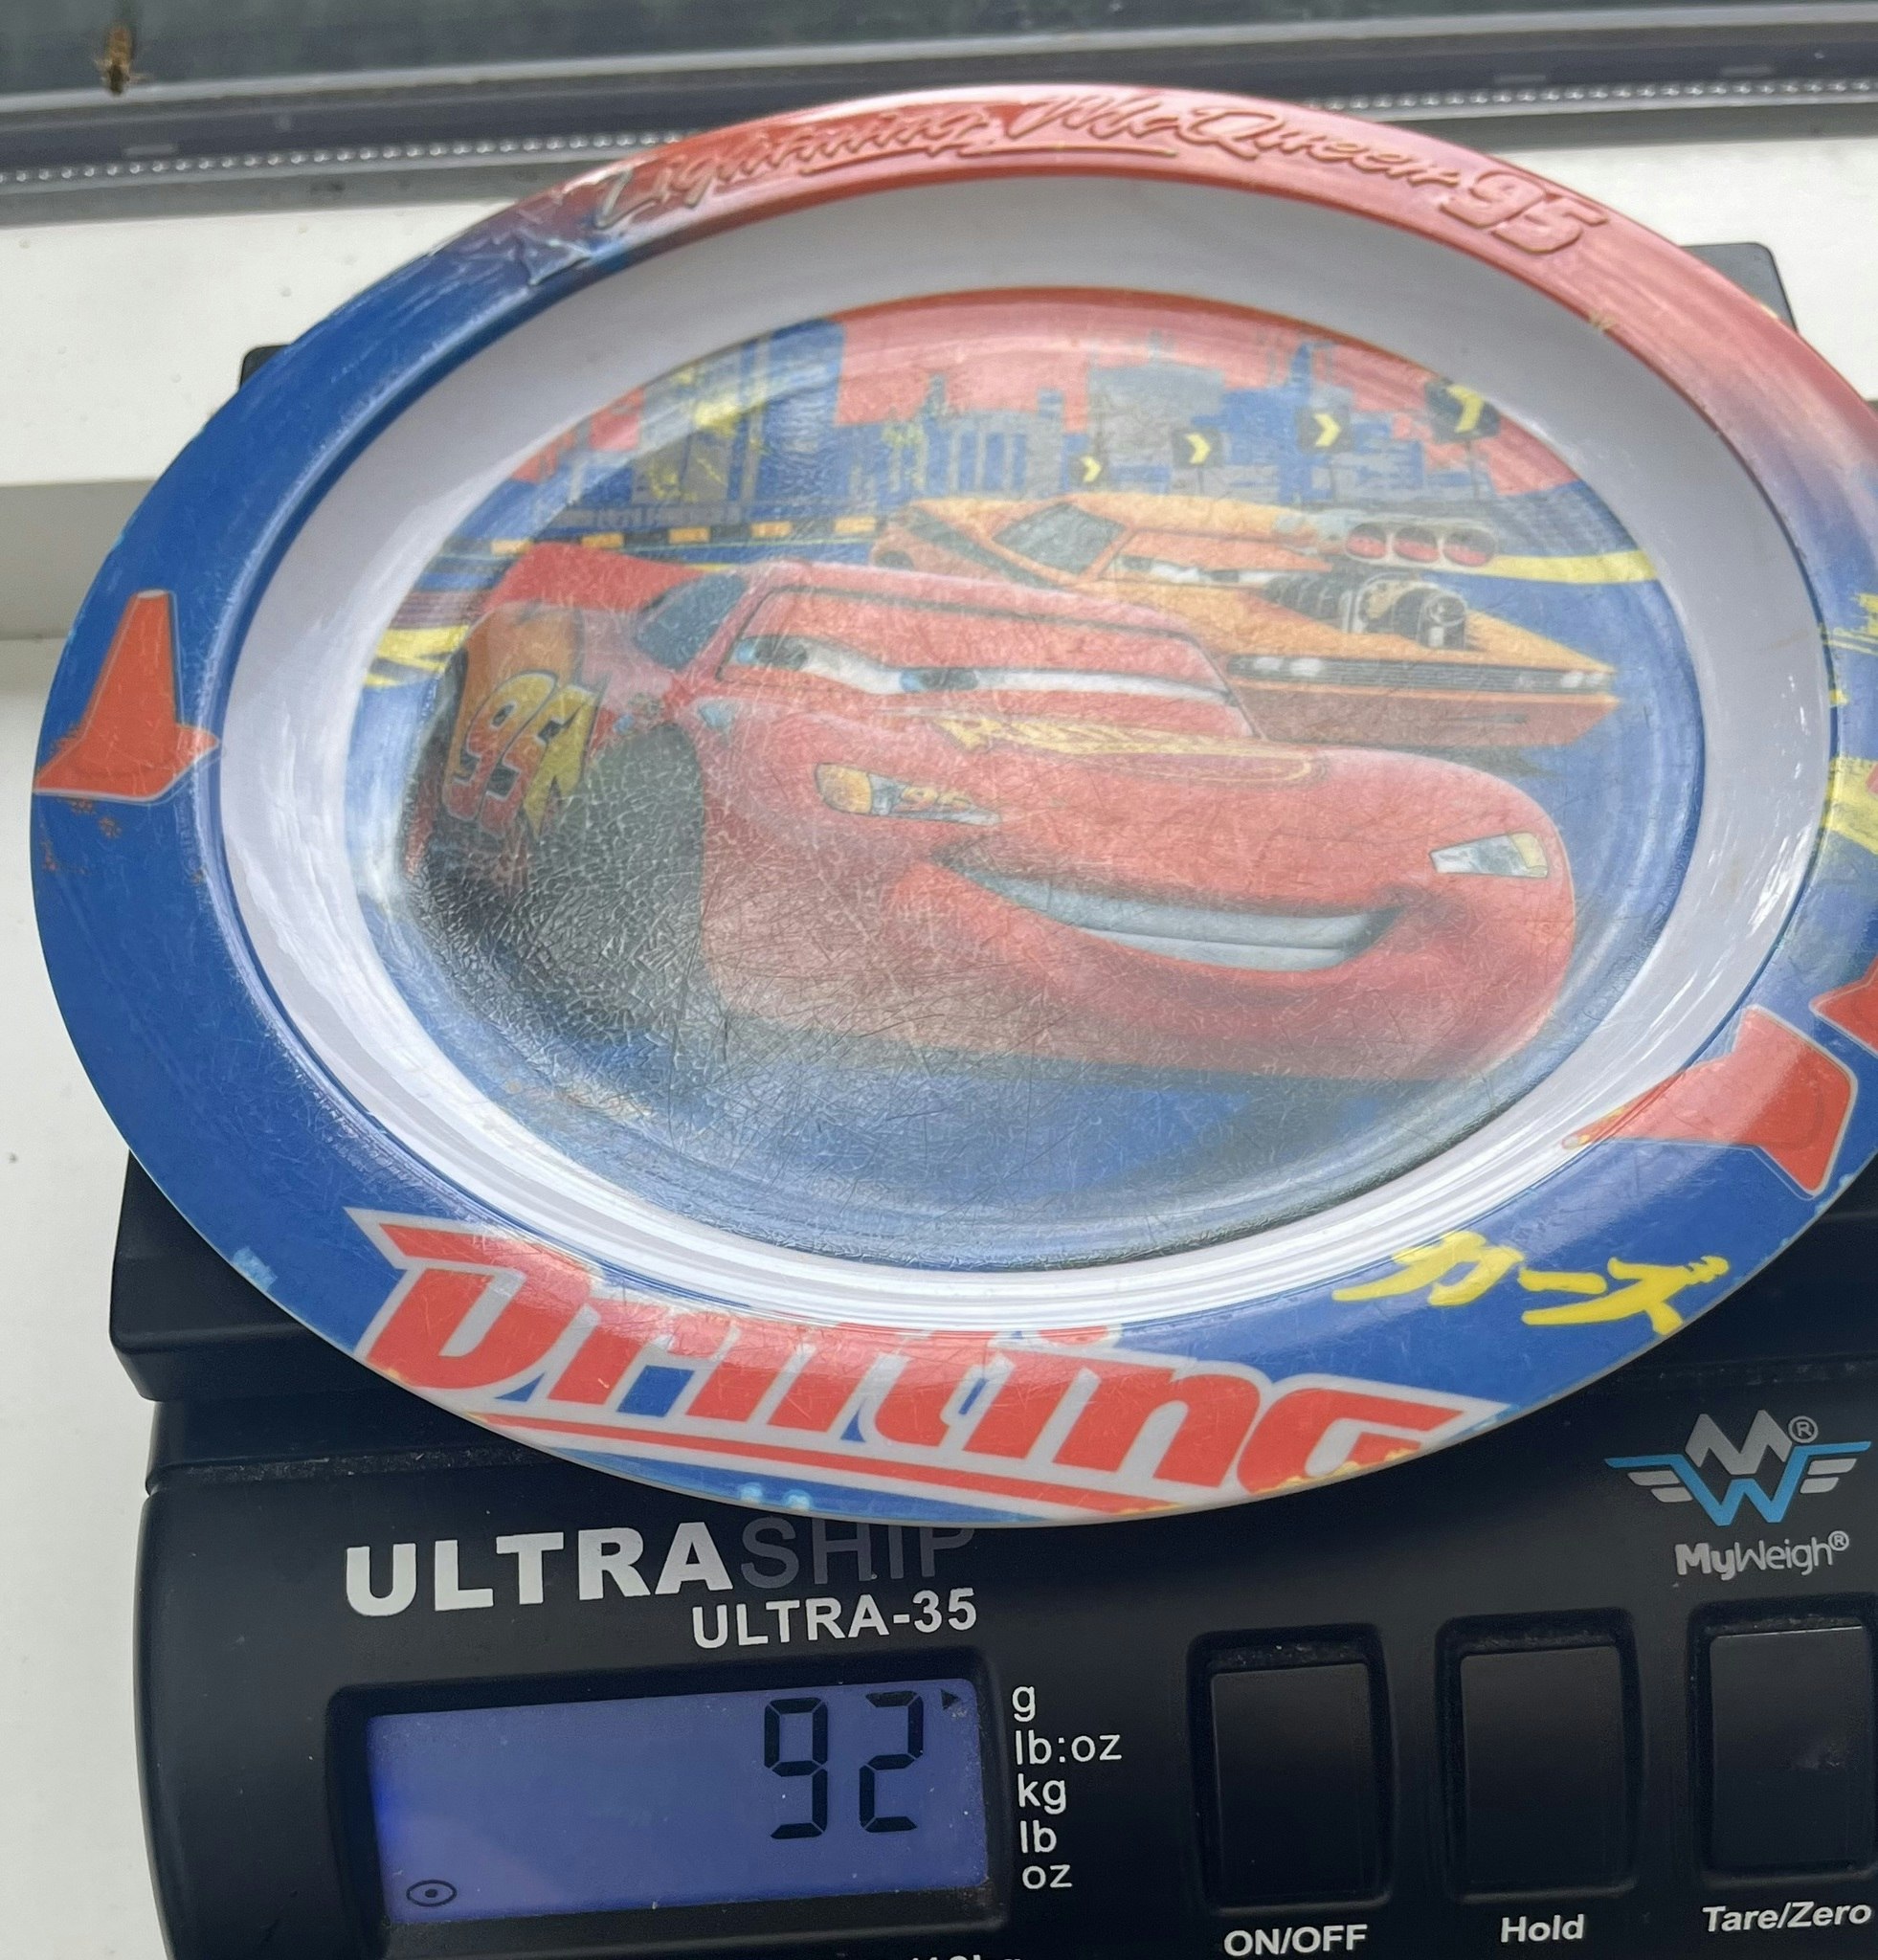 Lightning McQueen 95
95
95
カーズ
Drifting
ULTRASHIP
ULTRA-35
MyWeigh®
92
g
lb:oz
kg
lb
oz
ON/OFF
Hold
Tare/Zero